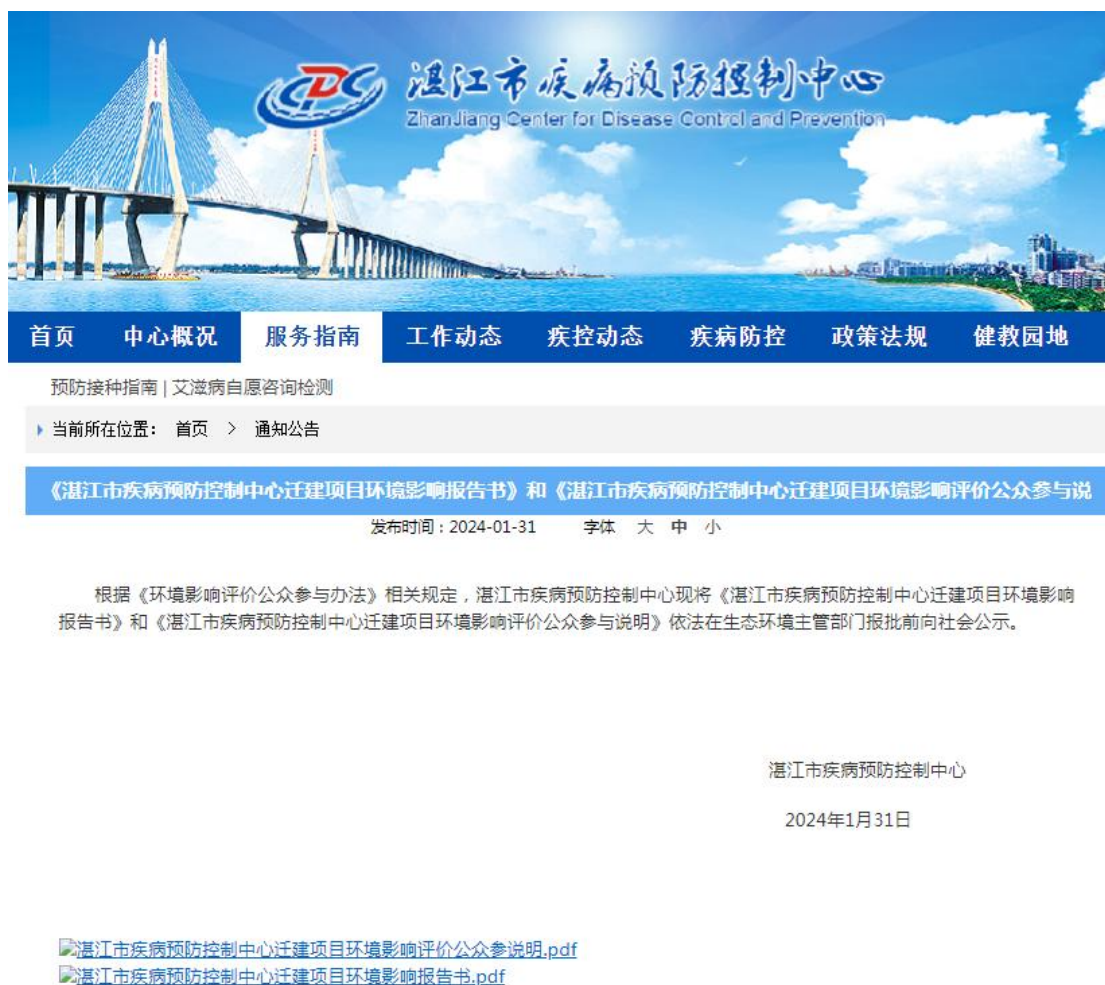 CDC 湛江市疾病预防控制中心
ZhanJiang Center for Disease Control and Prevention
首页 中心概况 服务指南 工作动态 疾控动态 疾病防控 政策法规 健教园地
预防接种指南 | 艾滋病自愿咨询检测
当前所在位置： 首页 > 通知公告
《湛江市疾病预防控制中心迁建项目环境影响报告书》和《湛江市疾病预防控制中心迁建项目环境影响评价公众参与说
发布时间：2024-01-31 字体 大 中 小
根据《环境影响评价公众参与办法》相关规定，湛江市疾病预防控制中心现将《湛江市疾病预防控制中心迁建项目环境影响
报告书》和《湛江市疾病预防控制中心迁建项目环境影响评价公众参与说明》依法在生态环境主管部门报批前向社会公示。
湛江市疾病预防控制中心
2024年1月31日
湛江市疾病预防控制中心迁建项目环境影响评价公众参说明.pdf
湛江市疾病预防控制中心迁建项目环境影响报告书.pdf